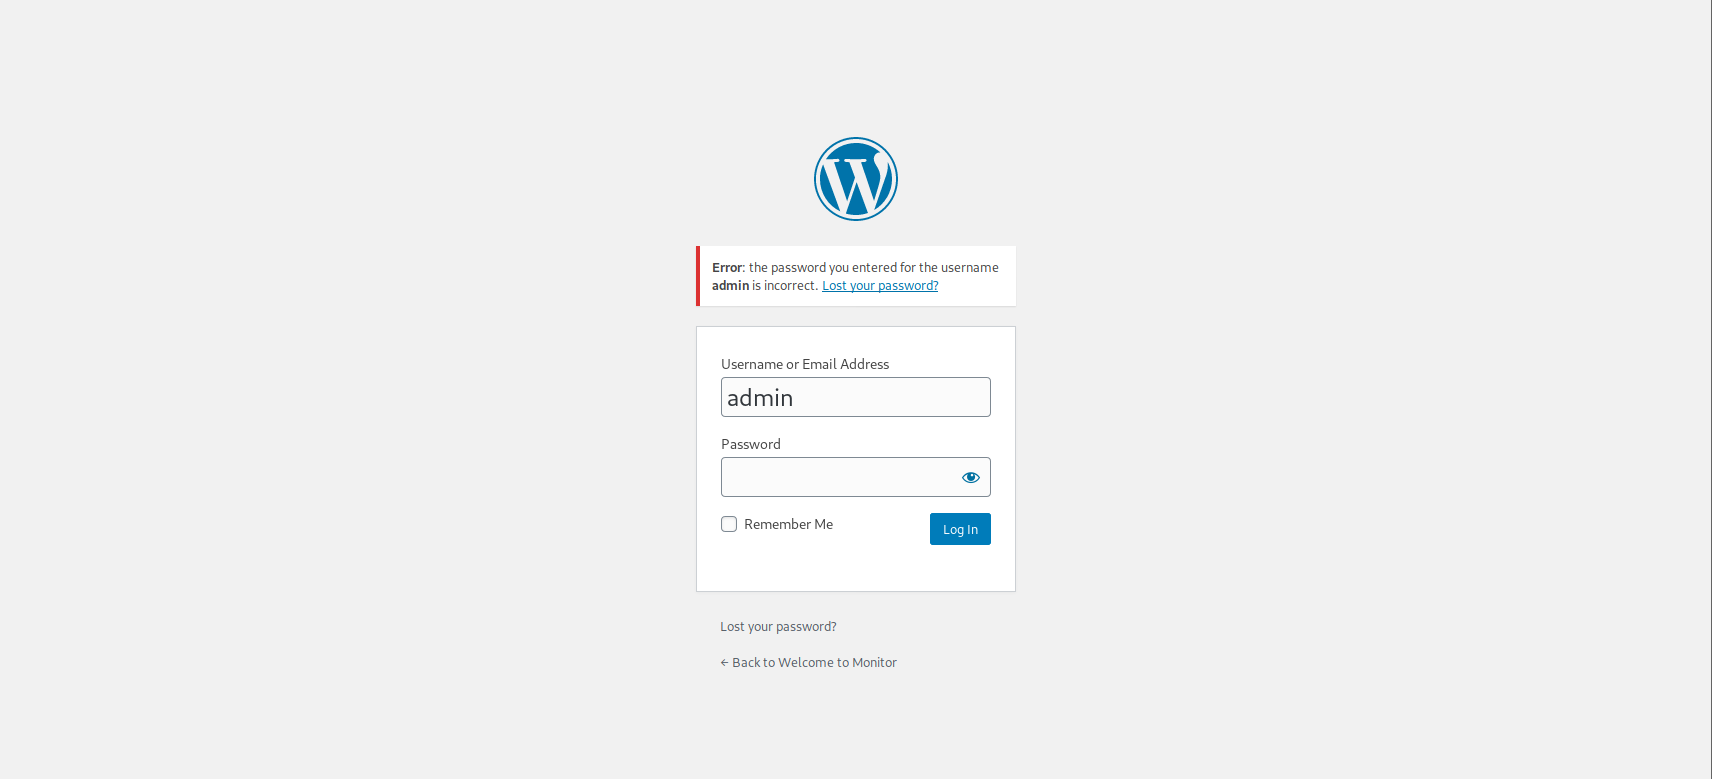 Error: the password you entered for the username
admin is incorrect. Lost your password?
Username or Email Address
admin
Password
Remember Me
Log In
Lost your password?
← Back to Welcome to Monitor